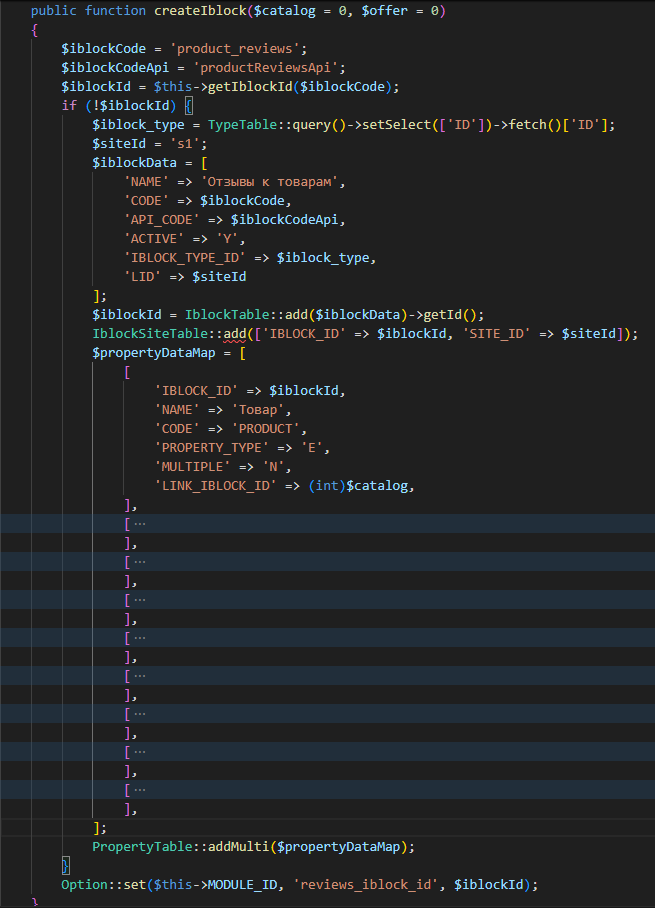 public function createIblock($catalog = 0, $offer = 0)
{
    $iblockCode = 'product_reviews';
    $iblockCodeApi = 'productReviewsApi';
    $iblockId = $this->getIblockId($iblockCode);
    if (!$iblockId) {
        $iblock_type = TypeTable::query()->setSelect(['ID'])->fetch()['ID'];
        $siteId = 's1';
        $iblockData = [
            'NAME' => 'Отзывы к товарам',
            'CODE' => $iblockCode,
            'API_CODE' => $iblockCodeApi,
            'ACTIVE' => 'Y',
            'IBLOCK_TYPE_ID' => $iblock_type,
            'LID' => $siteId
        ];
        $iblockId = IblockTable::add($iblockData)->getId();
        IblockSiteTable::add(['IBLOCK_ID' => $iblockId, 'SITE_ID' => $siteId]);
        $propertyDataMap = [
            [
                'IBLOCK_ID' => $iblockId,
                'NAME' => 'Товар',
                'CODE' => 'PRODUCT',
                'PROPERTY_TYPE' => 'E',
                'MULTIPLE' => 'N',
                'LINK_IBLOCK_ID' => (int)$catalog,
            ],
            [ ···
            ],
            [ ···
            ],
            [ ···
            ],
            [ ···
            ],
            [ ···
            ],
            [ ···
            ],
            [ ···
            ],
            [ ···
            ],
        ];
        PropertyTable::addMulti($propertyDataMap);
    }
    Option::set($this->MODULE_ID, 'reviews_iblock_id', $iblockId);
}